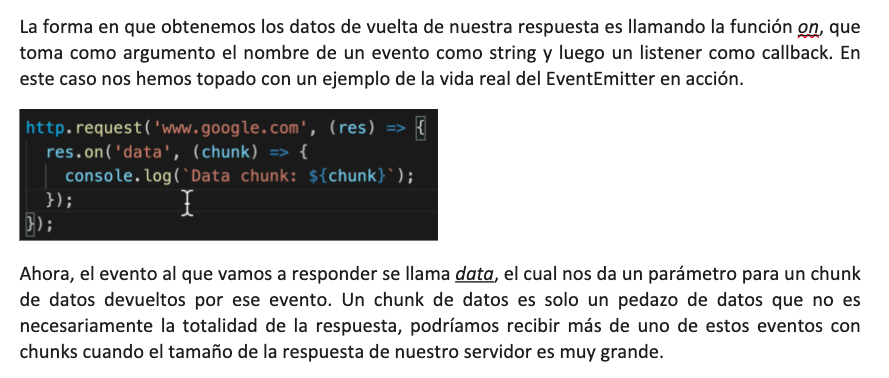 La forma en que obtenemos los datos de vuelta de nuestra respuesta es llamando la función on, que
toma como argumento el nombre de un evento como string y luego un listener como callback. En
este caso nos hemos topado con un ejemplo de la vida real del EventEmitter en acción.
http.request('www.google.com', (res) => {
  res.on('data', (chunk) => {
    console.log(`Data chunk: ${chunk}`);
  });
});
Ahora, el evento al que vamos a responder se llama data, el cual nos da un parámetro para un chunk
de datos devueltos por ese evento. Un chunk de datos es solo un pedazo de datos que no es
necesariamente la totalidad de la respuesta, podríamos recibir más de uno de estos eventos con
chunks cuando el tamaño de la respuesta de nuestro servidor es muy grande.